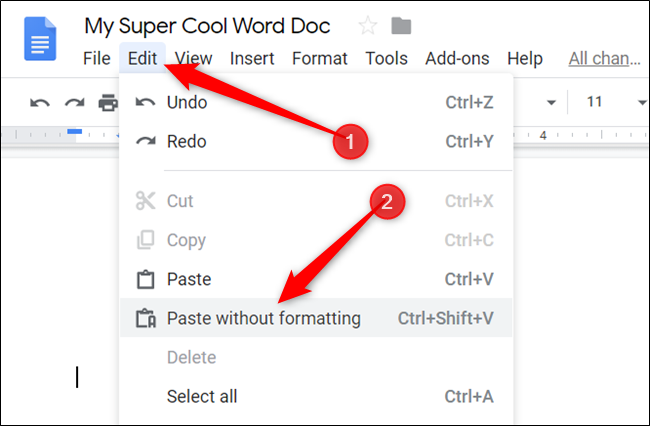 My Super Cool Word Doc
File Edit View Insert Format Tools Add-ons Help All chan...
11
4
Undo Ctrl+Z
Redo Ctrl+Y
1
Cut Ctrl+X
2
Copy Ctrl+C
Paste Ctrl+V
Paste without formatting Ctrl+Shift+V
Delete
Select all Ctrl+A